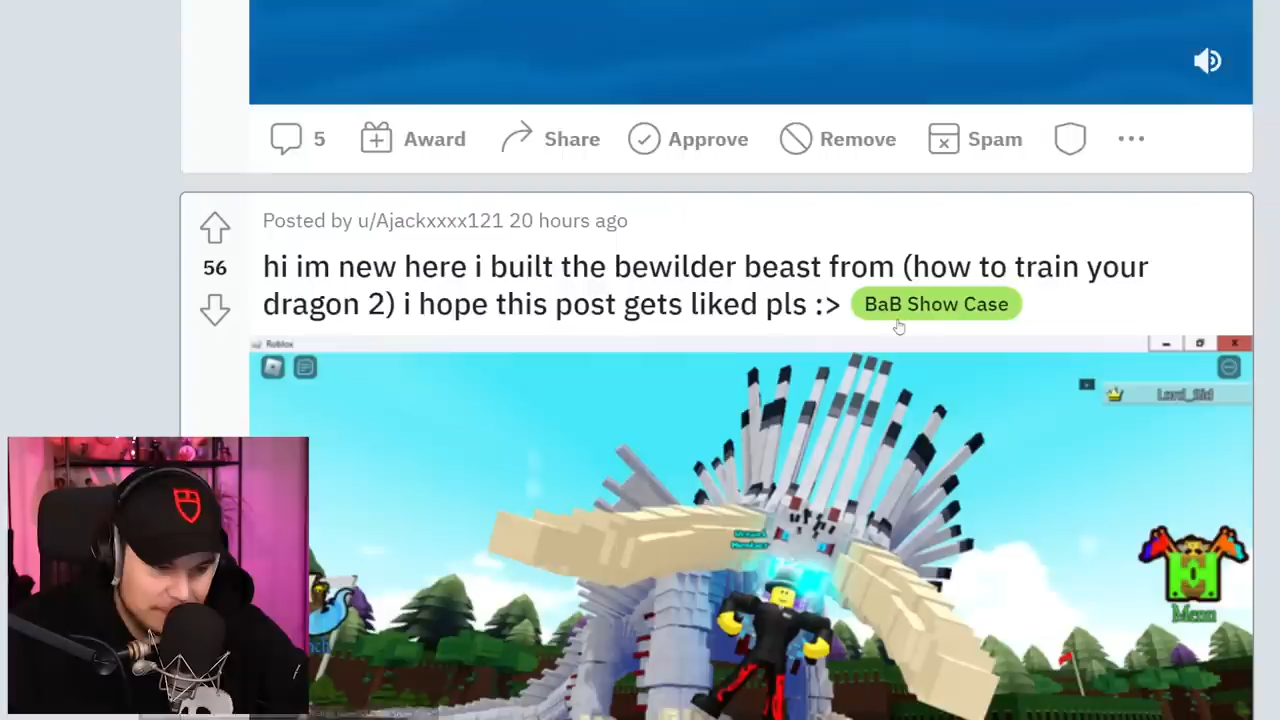 5 Award Share Approve Remove Spam
Posted by u/Ajackxxxx121 20 hours ago
56
hi im new here i built the bewilder beast from (how to train your
dragon 2) i hope this post gets liked pls :> BaB Show Case
Roblox
Lord_Sid
Menu